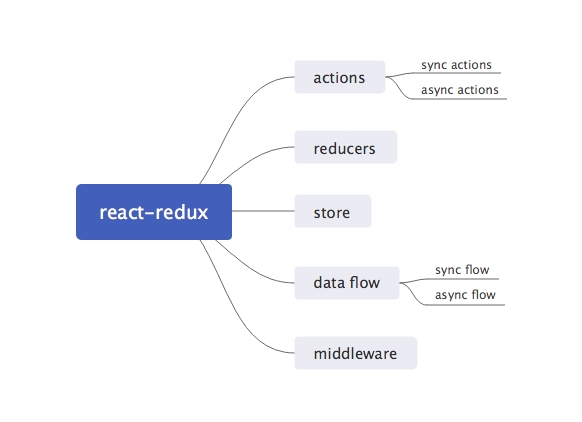 react-redux
actions
sync actions
async actions
reducers
store
data flow
sync flow
async flow
middleware